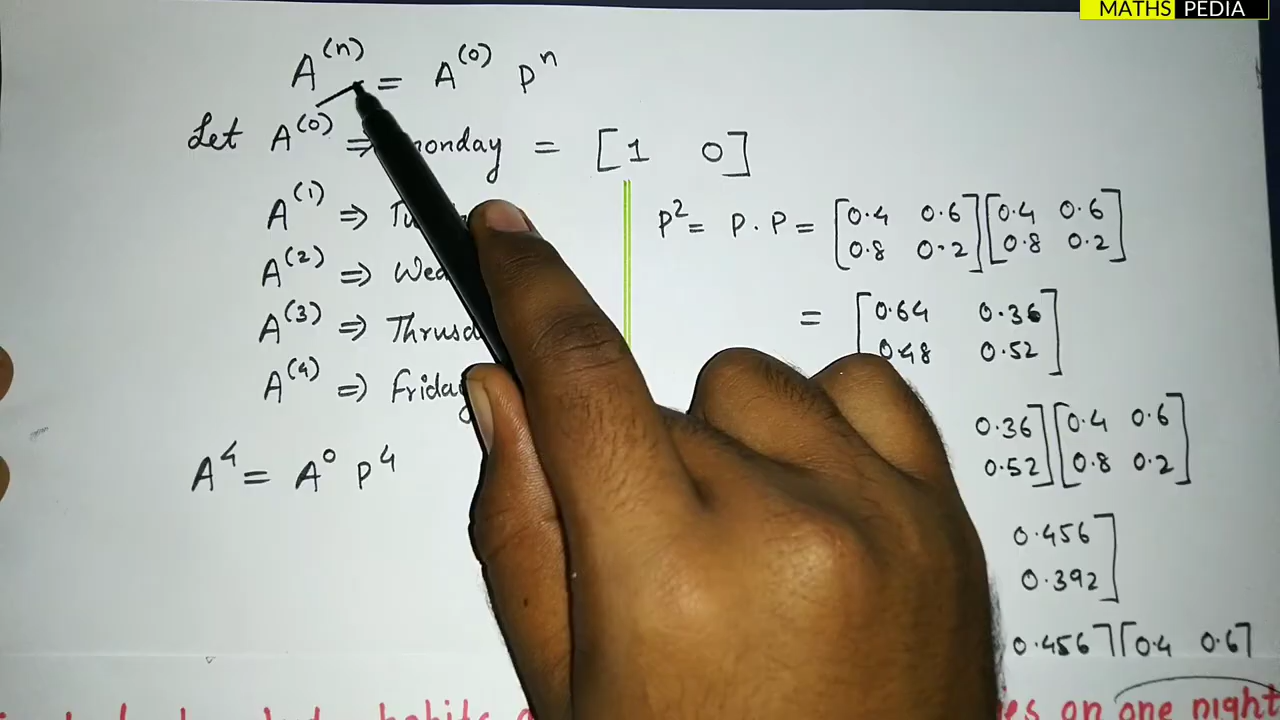 MATHS PEDIA
A^(n) = A^(0) P^n
Let A^(0) ⇒ monday = [1 0]
A^(1) ⇒
A^(2) ⇒
A^(3) ⇒
A^(4) ⇒ Friday
A^4 = A^0 P^4
P^2 = P . P = [0.4 0.6] [0.4 0.6]
[0.8 0.2] [0.8 0.2]
= [0.64 0.36]
[0.48 0.52]
0.36] [0.4 0.6]
0.52] [0.8 0.2]
0.456]
0.392]
0.456] [0.4 0.6]
habits
on one night